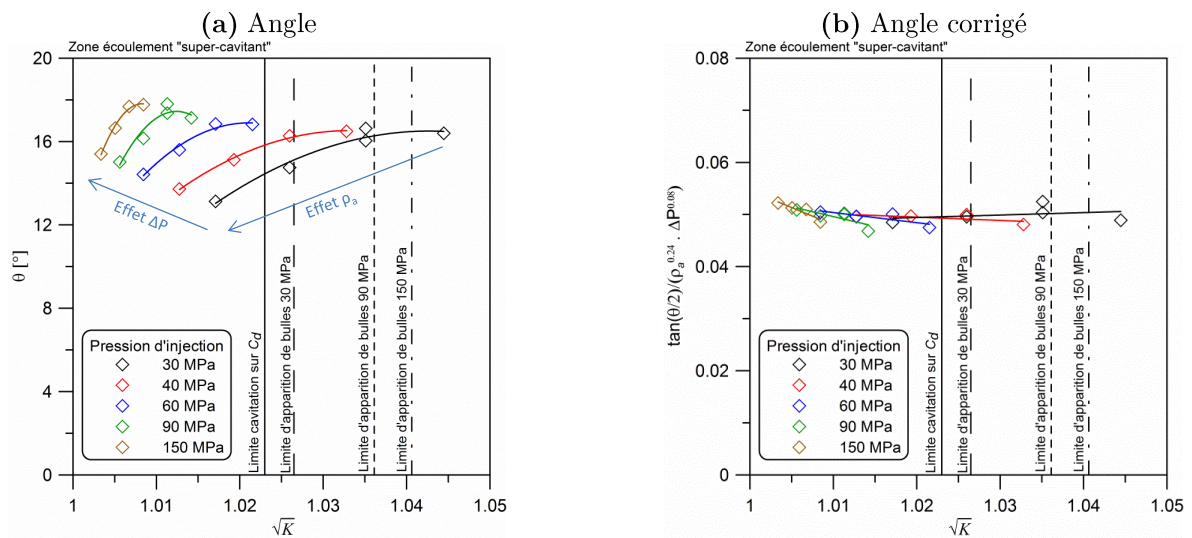 (a) Angle
Zone écoulement "super-cavitant"
20
16
12
8
4
0
θ [°]
Effet ΔP
Effet ρa
Pression d'injection
30 MPa
40 MPa
60 MPa
90 MPa
150 MPa
Limite cavitation sur Cd
Limite d'apparition de bulles 30 MPa
Limite d'apparition de bulles 90 MPa
Limite d'apparition de bulles 150 MPa
1 1.01 1.02 1.03 1.04 1.05
√K
(b) Angle corrigé
Zone écoulement "super-cavitant"
0.08
0.06
0.04
0.02
0
tan(θ/2)/(ρa^0.24 · ΔP^0.08)
Pression d'injection
30 MPa
40 MPa
60 MPa
90 MPa
150 MPa
Limite cavitation sur Cd
Limite d'apparition de bulles 30 MPa
Limite d'apparition de bulles 90 MPa
Limite d'apparition de bulles 150 MPa
1 1.01 1.02 1.03 1.04 1.05
√K